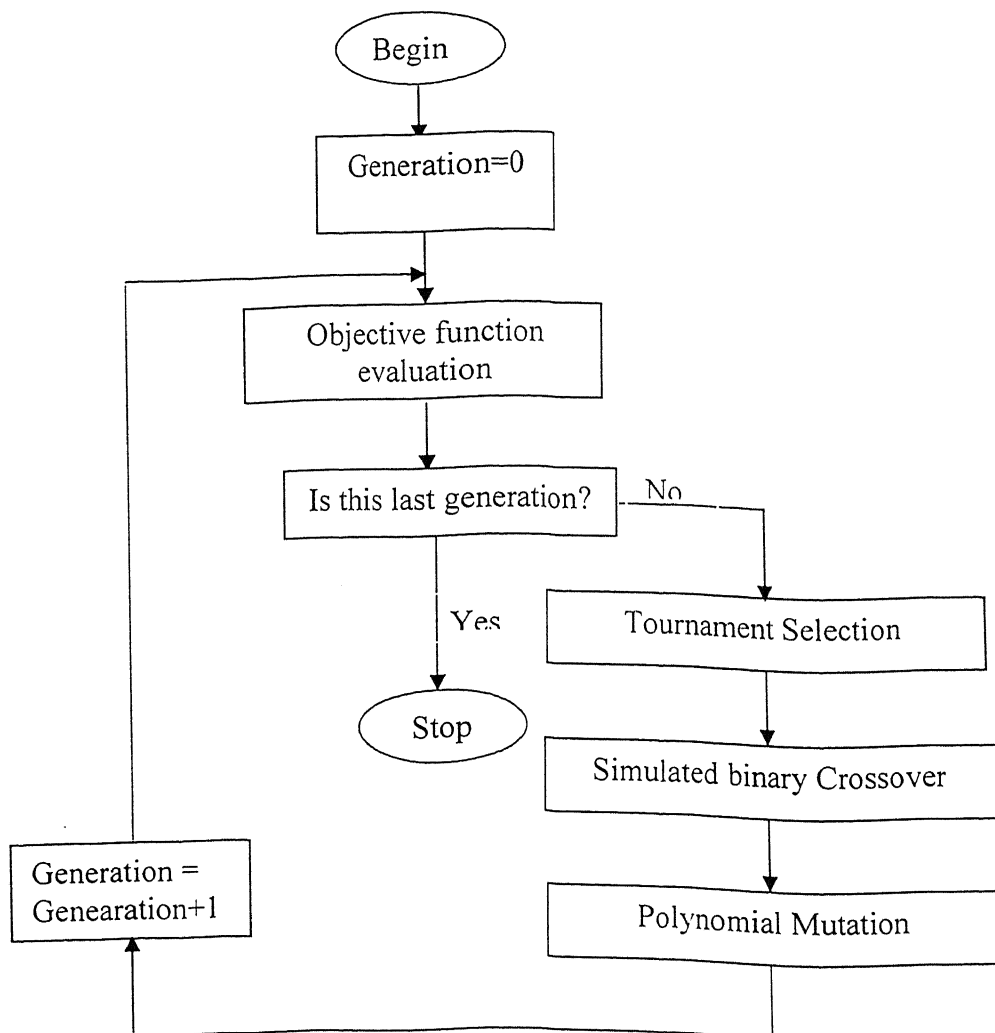 Begin
Generation=0
Objective function
evaluation
Is this last generation?
No
Yes
Tournament Selection
Stop
Simulated binary Crossover
Generation =
Genearation+1
Polynomial Mutation